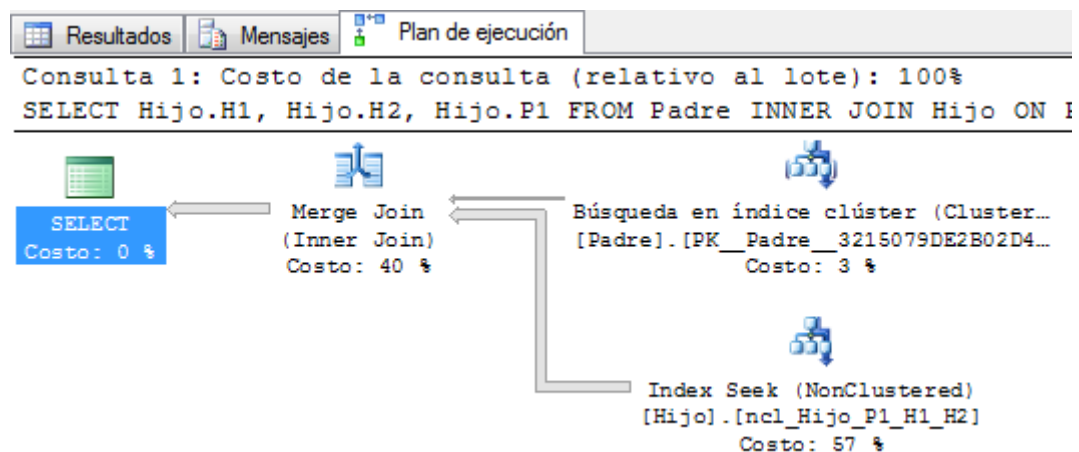 Resultados Mensajes Plan de ejecución
Consulta 1: Costo de la consulta (relativo al lote): 100%
SELECT Hijo.H1, Hijo.H2, Hijo.P1 FROM Padre INNER JOIN Hijo ON
SELECT
Costo: 0 %
Merge Join
(Inner Join)
Costo: 40 %
Búsqueda en índice clúster (Cluster…
[Padre].[PK__Padre__3215079DE2B02D4…
Costo: 3 %
Index Seek (NonClustered)
[Hijo].[ncl_Hijo_P1_H1_H2]
Costo: 57 %